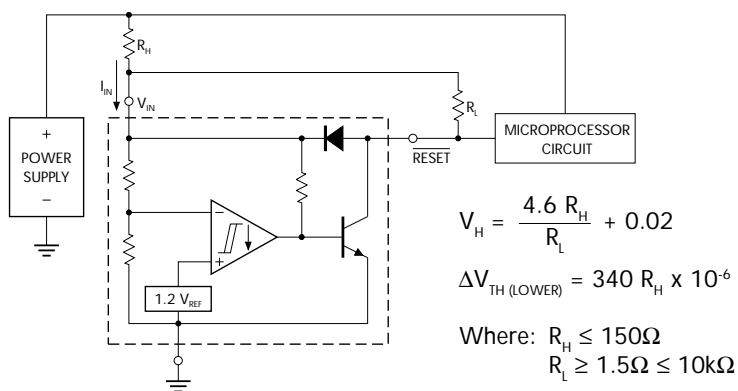 R_H
I_IN
V_IN
R_L
+
POWER
SUPPLY
−
RESET
MICROPROCESSOR
CIRCUIT
−
+
1.2 V_REF
V_H = 4.6 R_H / R_L + 0.02
ΔV_TH (LOWER) = 340 R_H x 10^-6
Where: R_H ≤ 150Ω
R_L ≥ 1.5Ω ≤ 10kΩ